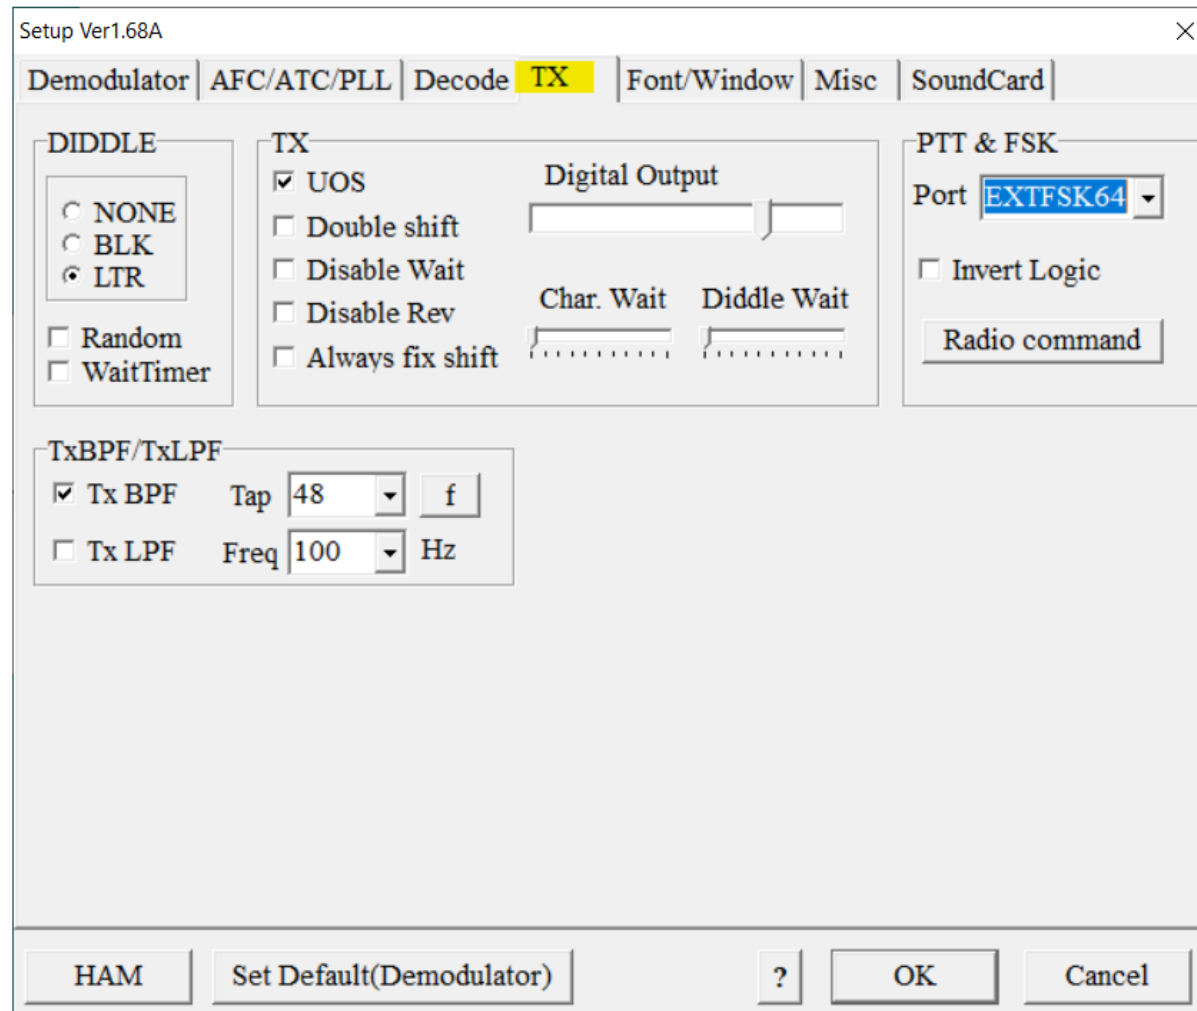 Setup Ver1.68A
Demodulator AFC/ATC/PLL Decode TX Font/Window Misc SoundCard
DIDDLE
NONE
BLK
LTR
Random
WaitTimer
TX
UOS
Double shift
Disable Wait
Disable Rev
Always fix shift
Digital Output
Char. Wait Diddle Wait
PTT & FSK
Port EXTFSK64
Invert Logic
Radio command
TxBPF/TxLPF
Tx BPF Tap 48 f
Tx LPF Freq 100 Hz
HAM Set Default(Demodulator) ? OK Cancel